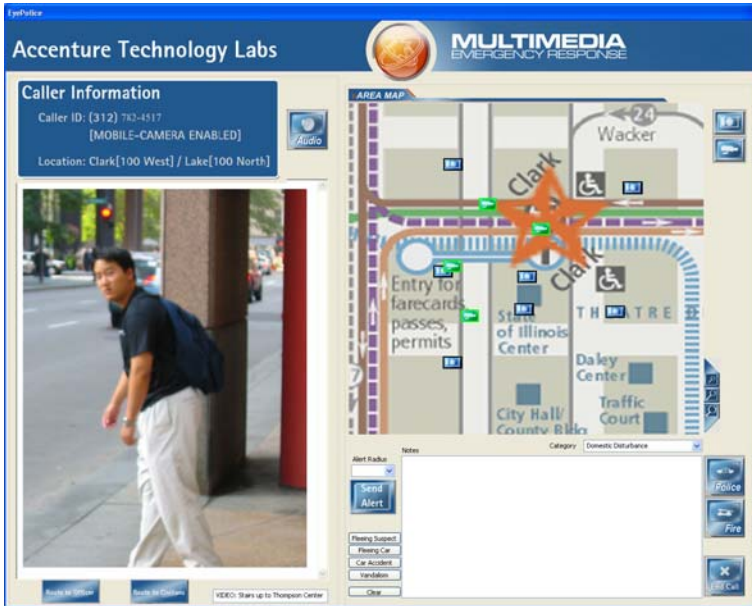 EyePolice
Accenture Technology Labs
MULTIMEDIA
EMERGENCY RESPONSE
Caller Information
Caller ID: (312) 782-4517
[MOBILE-CAMERA ENABLED]
Location: Clark[100 West] / Lake[100 North]
Audio
AREA MAP
24
Wacker
Clark
Clark
Entry for
farecards,
passes,
permits
7
State
of Illinois
Center
THEATRE
Daley
Center
City Hall/
County Bldg
Traffic
Court
Notes
Category
Domestic Disturbance
Alert Radius
Send
Alert
Fleeing Suspect
Fleeing Car
Car Accident
Vandalism
Clear
Police
Fire
End Call
Route to Officer
Route to Citizens
VIDEO: Stairs up to Thompson Center